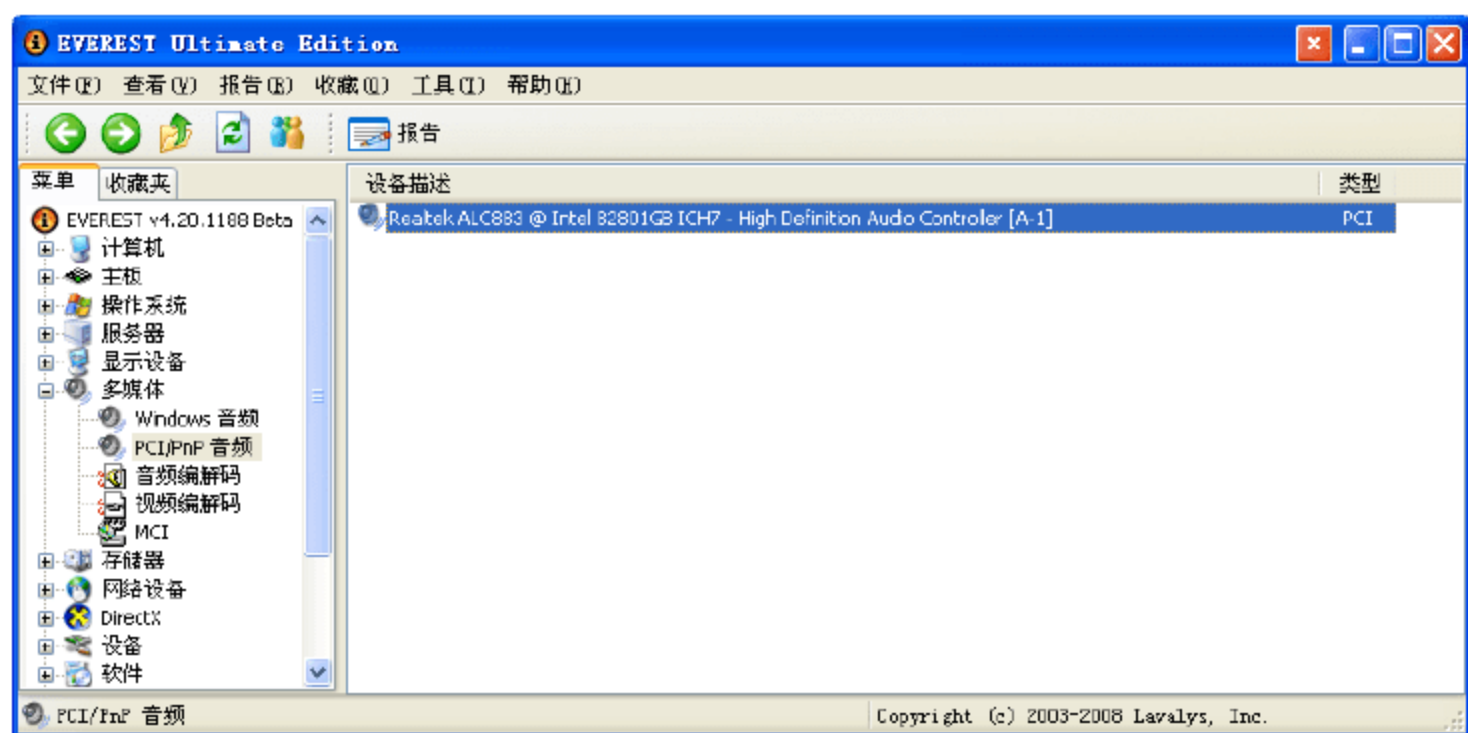 EVEREST Ultimate Edition
文件(F) 查看(V) 报告(R) 收藏(O) 工具(T) 帮助(H)
报告
菜单 收藏夹
设备描述 类型
EVEREST v4.20.1188 Beta
Realtek ALC883 @ Intel 82801GB ICH7 - High Definition Audio Controller [A-1] PCI
计算机
主板
操作系统
服务器
显示设备
多媒体
Windows 音频
PCI/PnP 音频
音频编解码
视频编解码
MCI
存储器
网络设备
DirectX
设备
软件
PCI/PnP 音频
Copyright (c) 2003-2008 Lavalys, Inc.